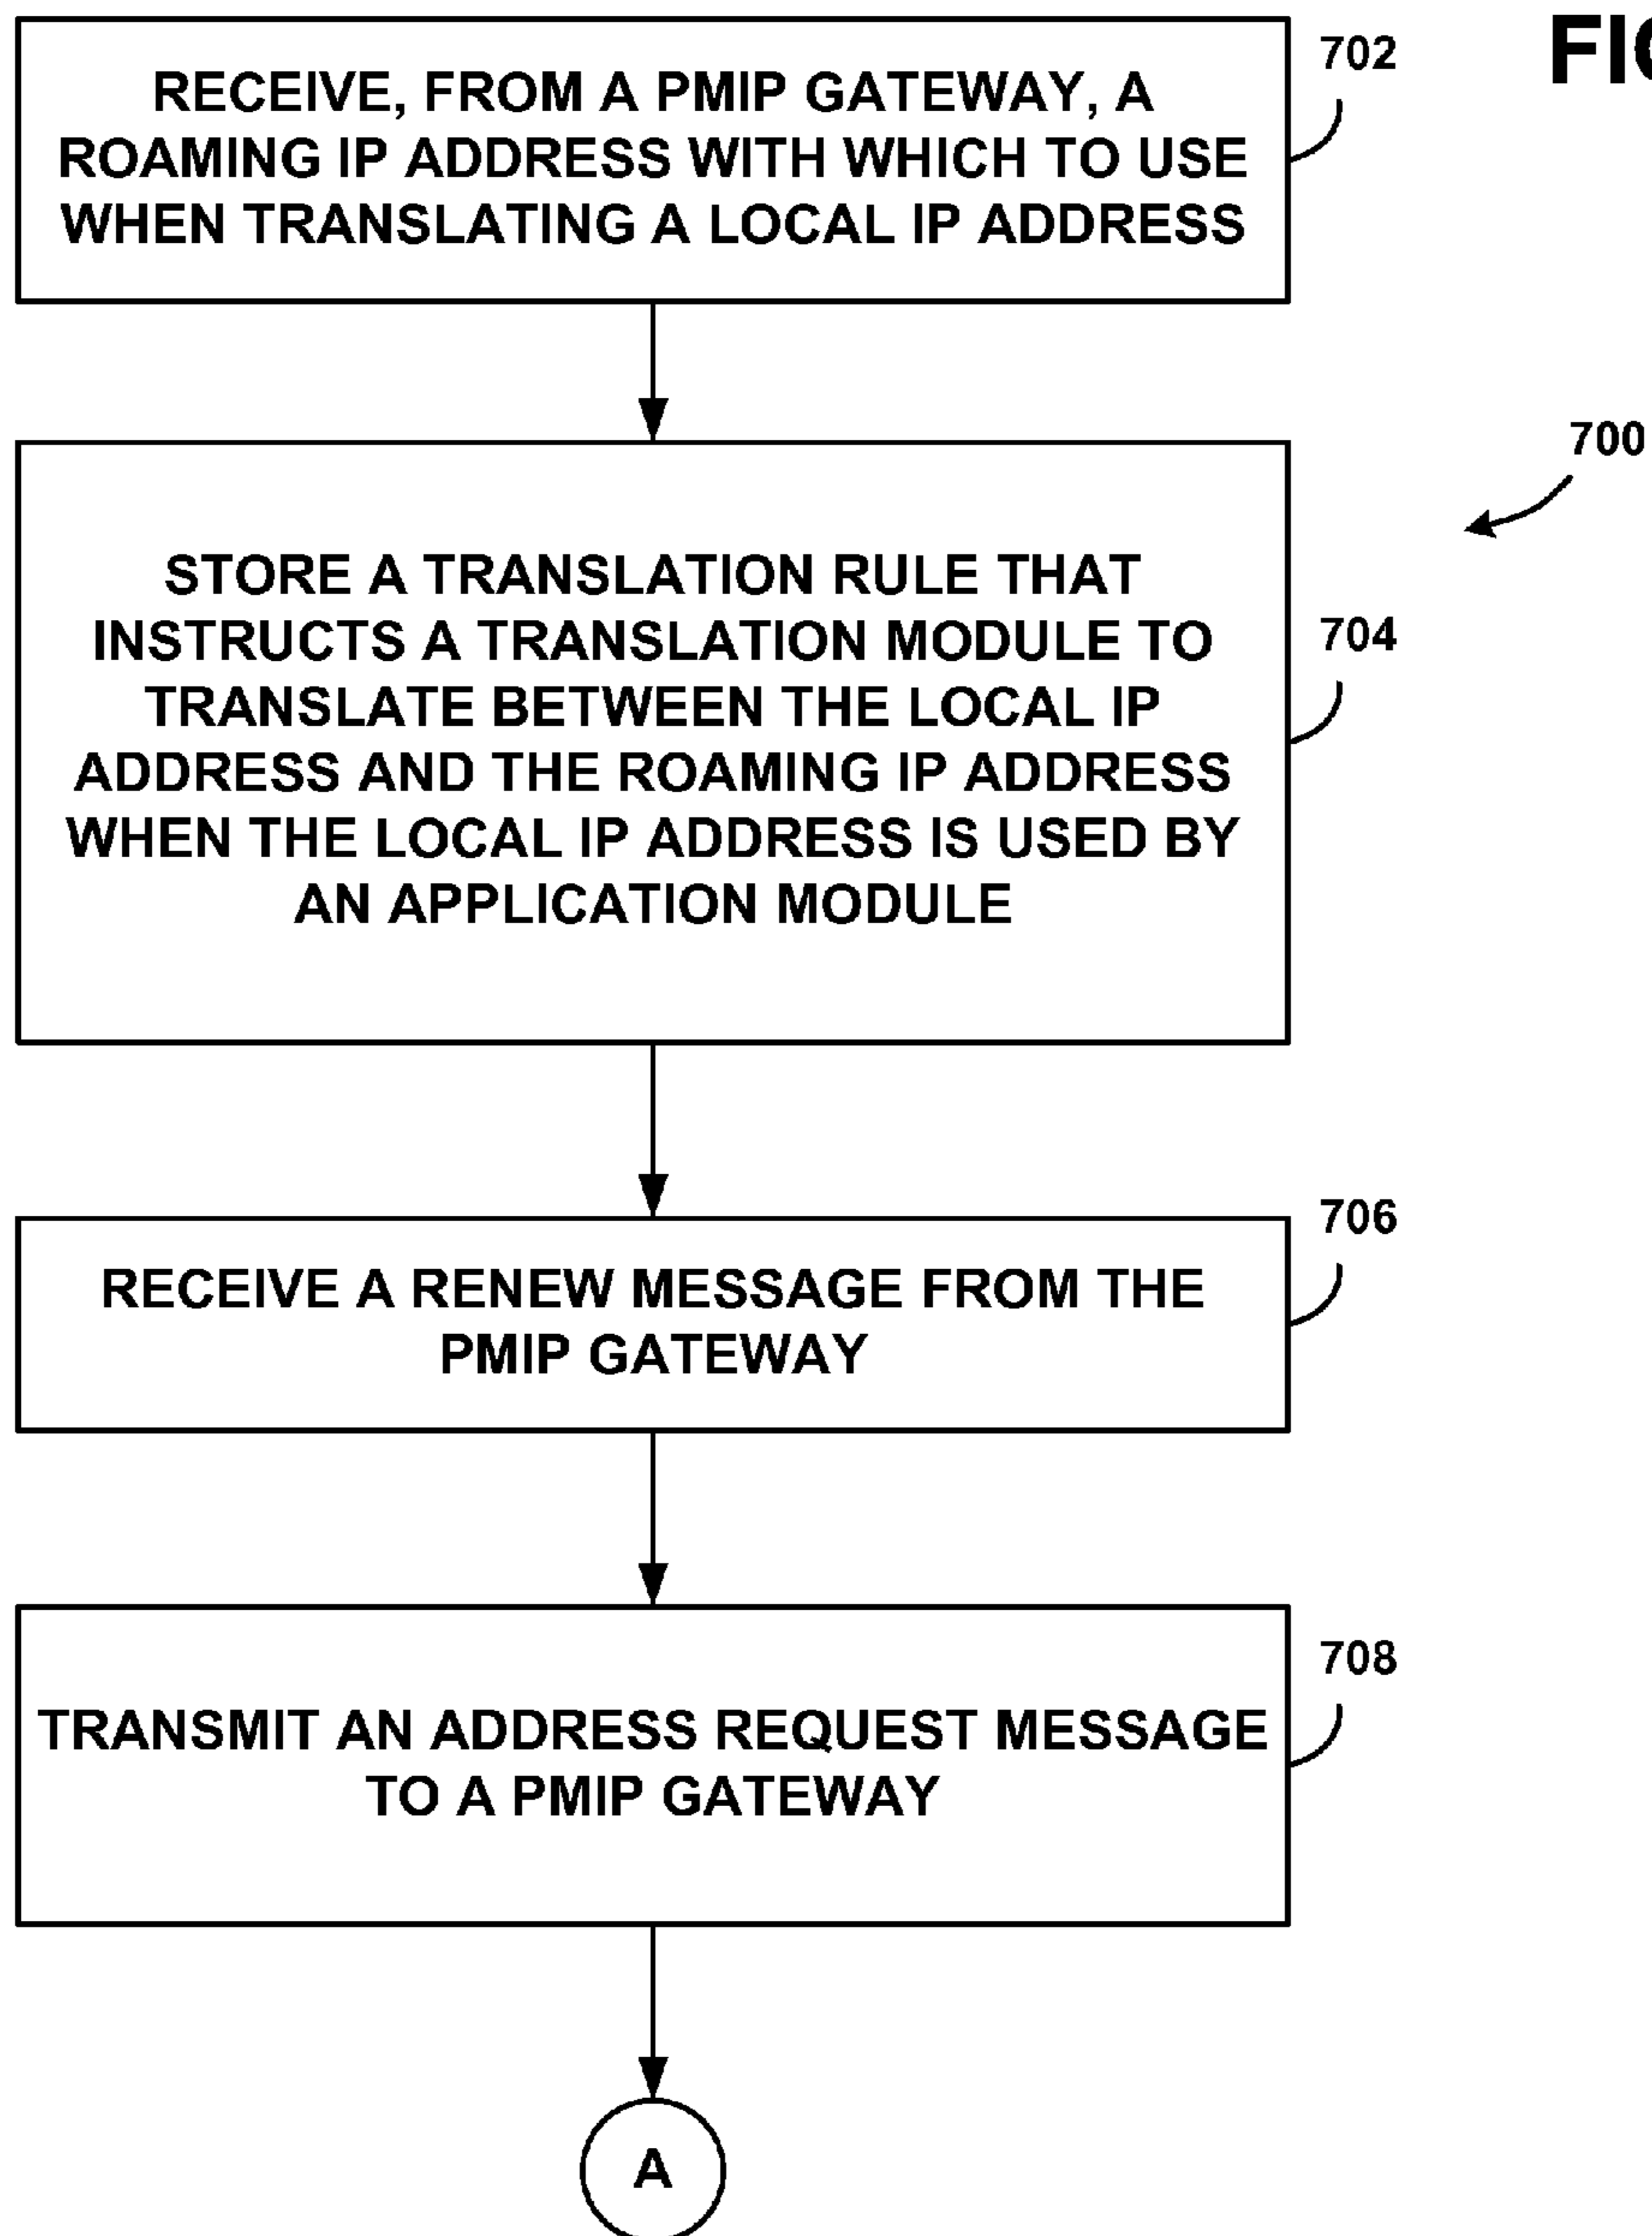 FIG
702
RECEIVE, FROM A PMIP GATEWAY, A
ROAMING IP ADDRESS WITH WHICH TO USE
WHEN TRANSLATING A LOCAL IP ADDRESS
700
704
STORE A TRANSLATION RULE THAT
INSTRUCTS A TRANSLATION MODULE TO
TRANSLATE BETWEEN THE LOCAL IP
ADDRESS AND THE ROAMING IP ADDRESS
WHEN THE LOCAL IP ADDRESS IS USED BY
AN APPLICATION MODULE
706
RECEIVE A RENEW MESSAGE FROM THE
PMIP GATEWAY
708
TRANSMIT AN ADDRESS REQUEST MESSAGE
TO A PMIP GATEWAY
A